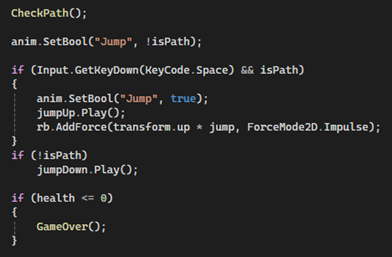 CheckPath();
anim.SetBool("Jump", !isPath);
if (Input.GetKeyDown(KeyCode.Space) && isPath)
{
anim.SetBool("Jump", true);
jumpUp.Play();
rb.AddForce(transform.up * jump, ForceMode2D.Impulse);
}
if (!isPath)
jumpDown.Play();
if (health <= 0)
{
GameOver();
}